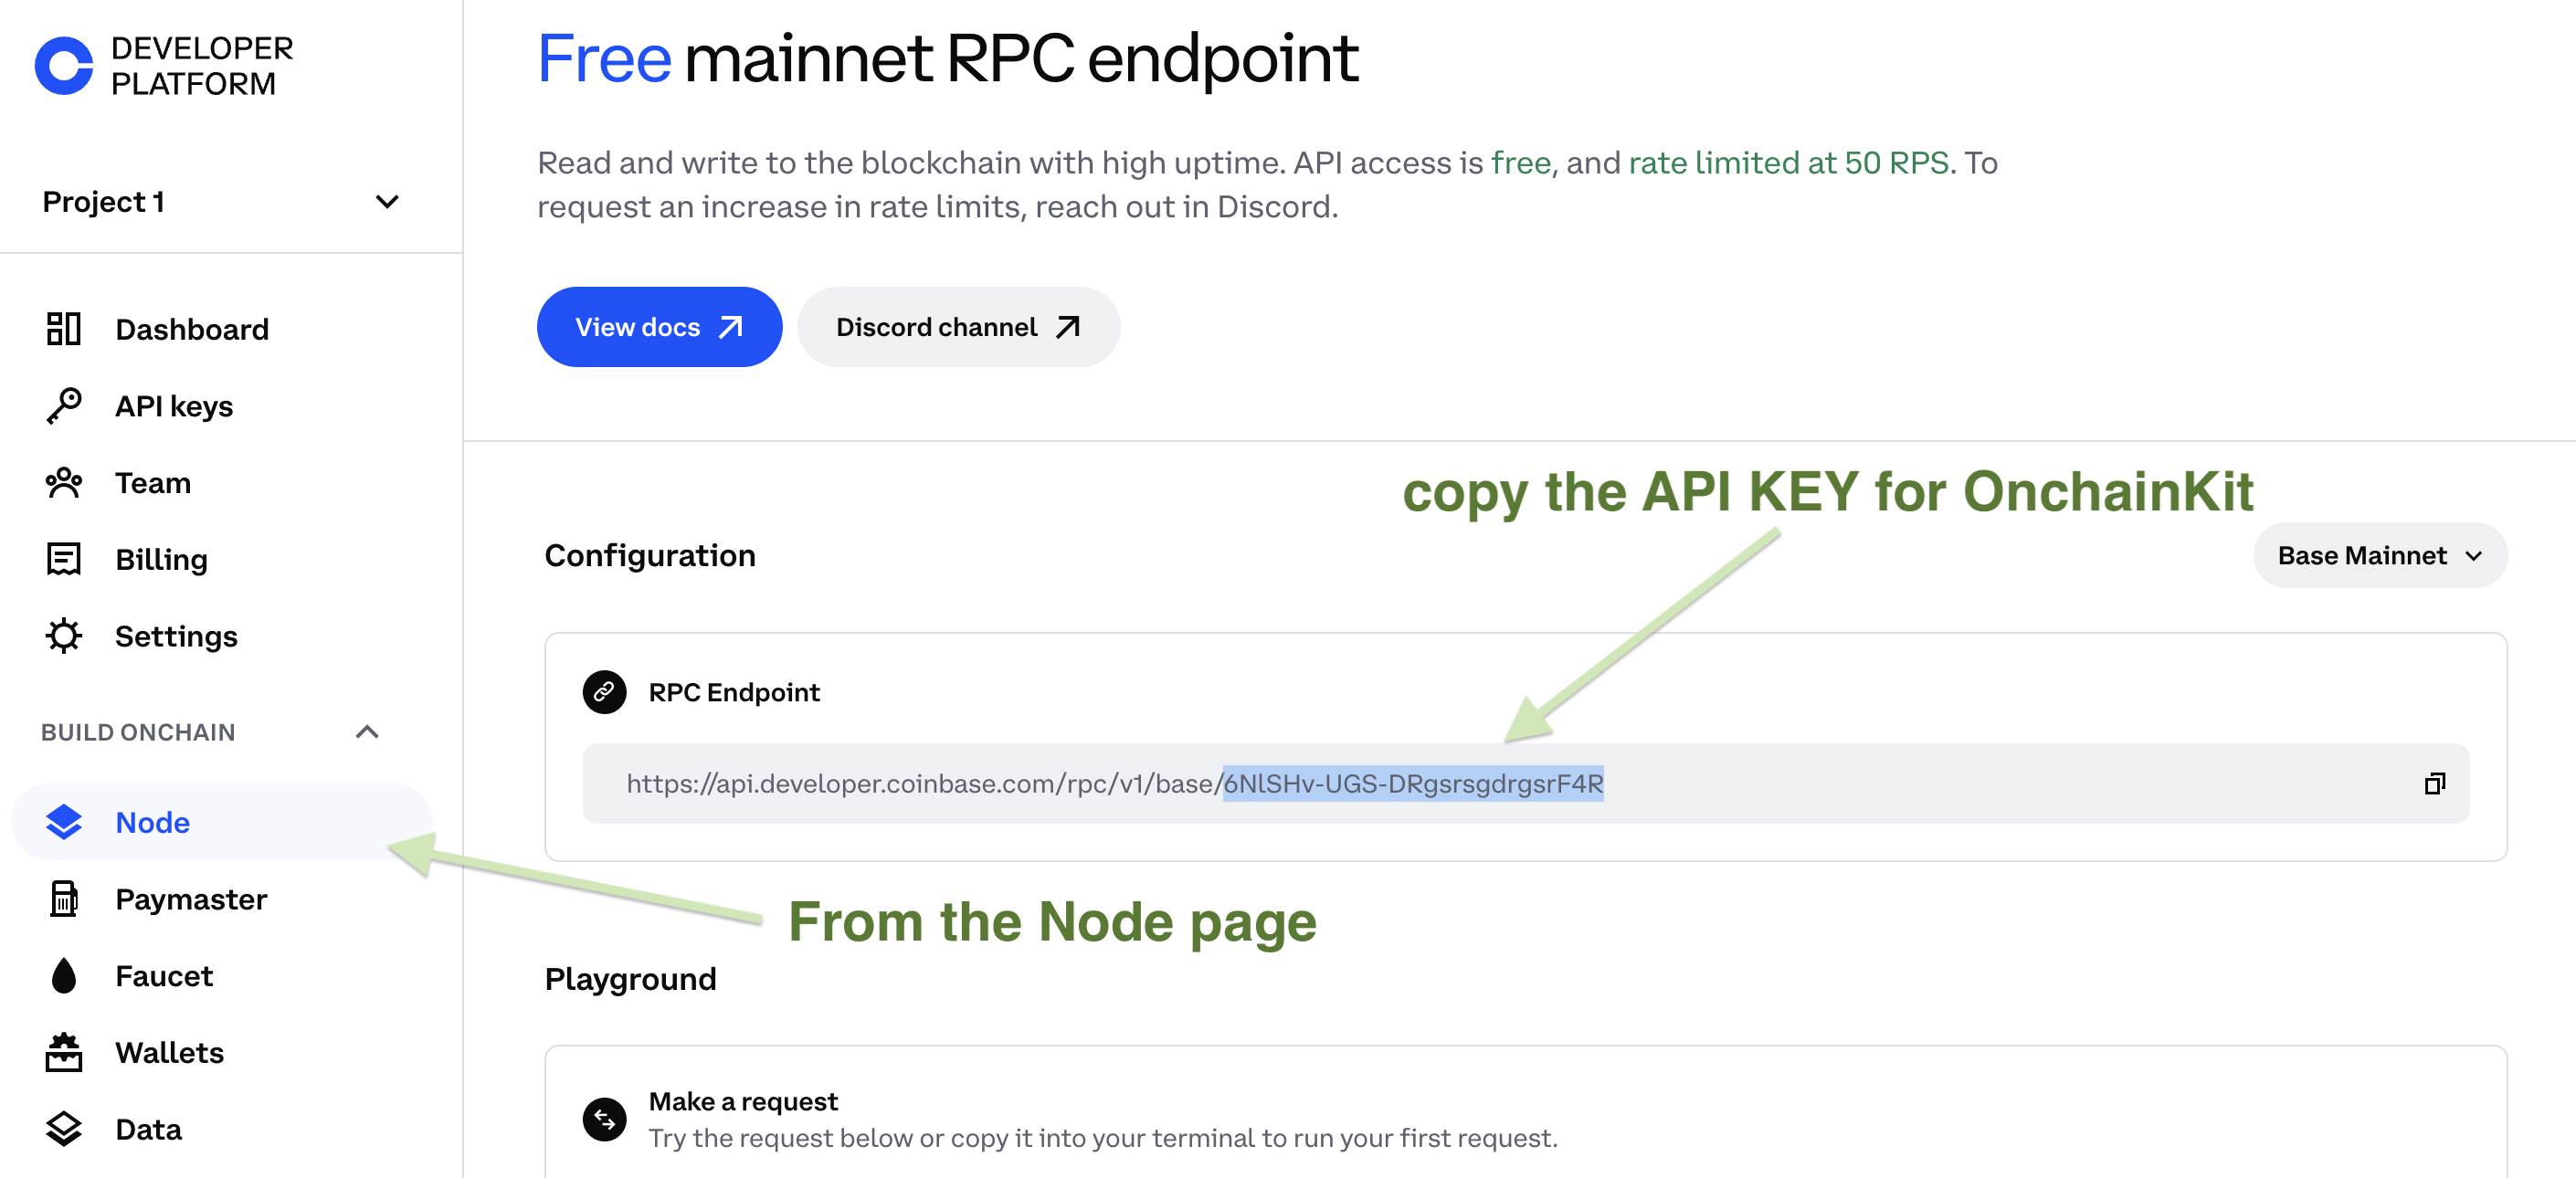 DEVELOPER
PLATFORM
Project 1
Dashboard
API keys
Team
Billing
Settings
BUILD ONCHAIN
Node
Paymaster
Faucet
Wallets
Data
Free mainnet RPC endpoint
Read and write to the blockchain with high uptime. API access is free, and rate limited at 50 RPS. To
request an increase in rate limits, reach out in Discord.
View docs
Discord channel
copy the API KEY for OnchainKit
Configuration
Base Mainnet
RPC Endpoint
https://api.developer.coinbase.com/rpc/v1/base/6NlSHv-UGS-DRgsrsgdrgsrF4R
From the Node page
Playground
Make a request
Try the request below or copy it into your terminal to run your first request.